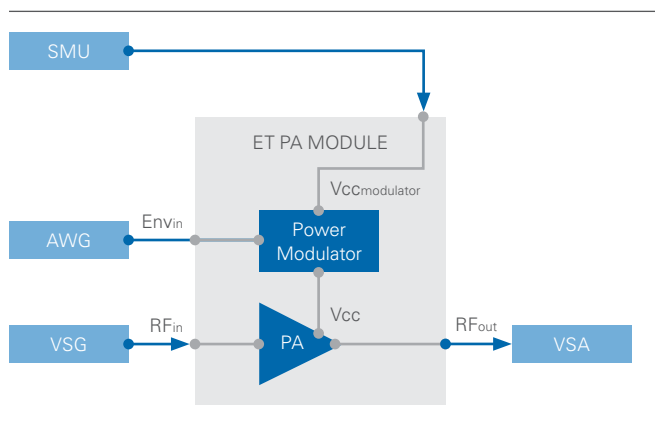 SMU
ET PA MODULE
Vccmodulator
Envin
AWG
Power
Modulator
RFin
Vcc
RFout
VSG
PA
VSA